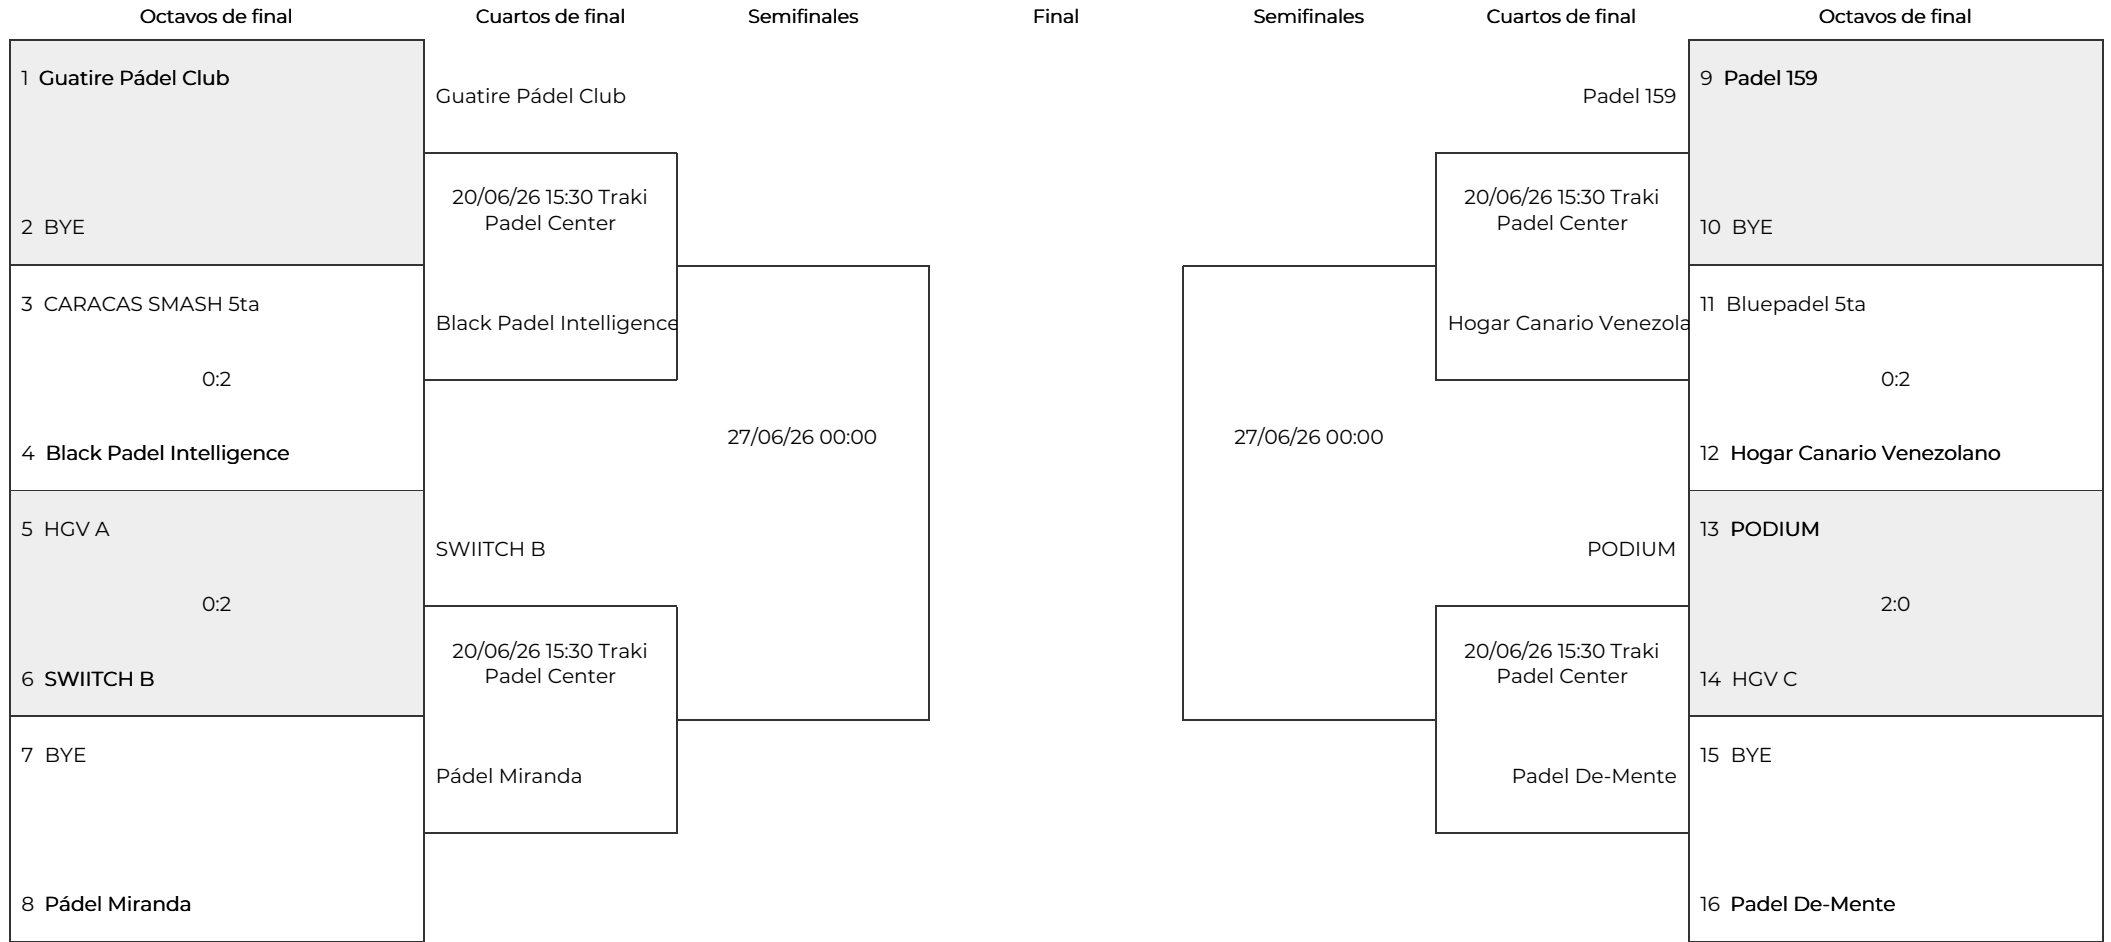 Octavos de final
Cuartos de final
Semifinales
Final
Semifinales
Cuartos de final
Octavos de final
1 Guatire Pádel Club
2 BYE
3 CARACAS SMASH 5ta
0:2
4 Black Padel Intelligence
5 HGV A
0:2
6 SWIITCH B
7 BYE
8 Pádel Miranda
Guatire Pádel Club
20/06/26 15:30 Traki
Padel Center
Black Padel Intelligence
SWIITCH B
20/06/26 15:30 Traki
Padel Center
Pádel Miranda
27/06/26 00:00
27/06/26 00:00
Padel 159
20/06/26 15:30 Traki
Padel Center
Hogar Canario Venezola
PODIUM
20/06/26 15:30 Traki
Padel Center
Padel De-Mente
9 Padel 159
10 BYE
11 Bluepadel 5ta
0:2
12 Hogar Canario Venezolano
13 PODIUM
2:0
14 HGV C
15 BYE
16 Padel De-Mente